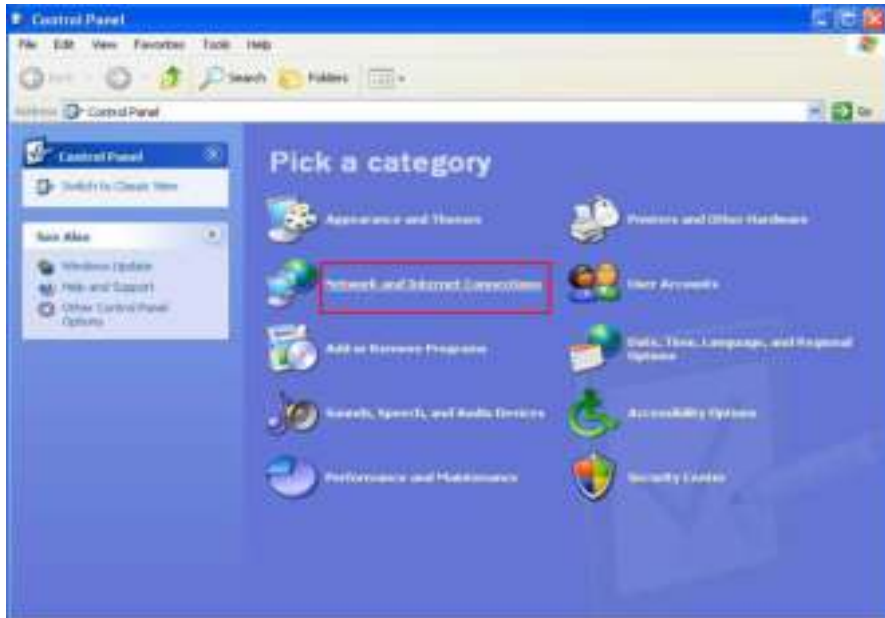 Control Panel
File Edit View Favorites Tools Help
Back Search Folders
Address Control Panel Go
Control Panel
Switch to Classic View
See Also
Windows Update
Help and Support
Other Control Panel
Options
Pick a category
Appearance and Themes
Printers and Other Hardware
Network and Internet Connections
User Accounts
Add or Remove Programs
Date, Time, Language, and Regional
Options
Sounds, Speech, and Audio Devices
Accessibility Options
Performance and Maintenance
Security Center